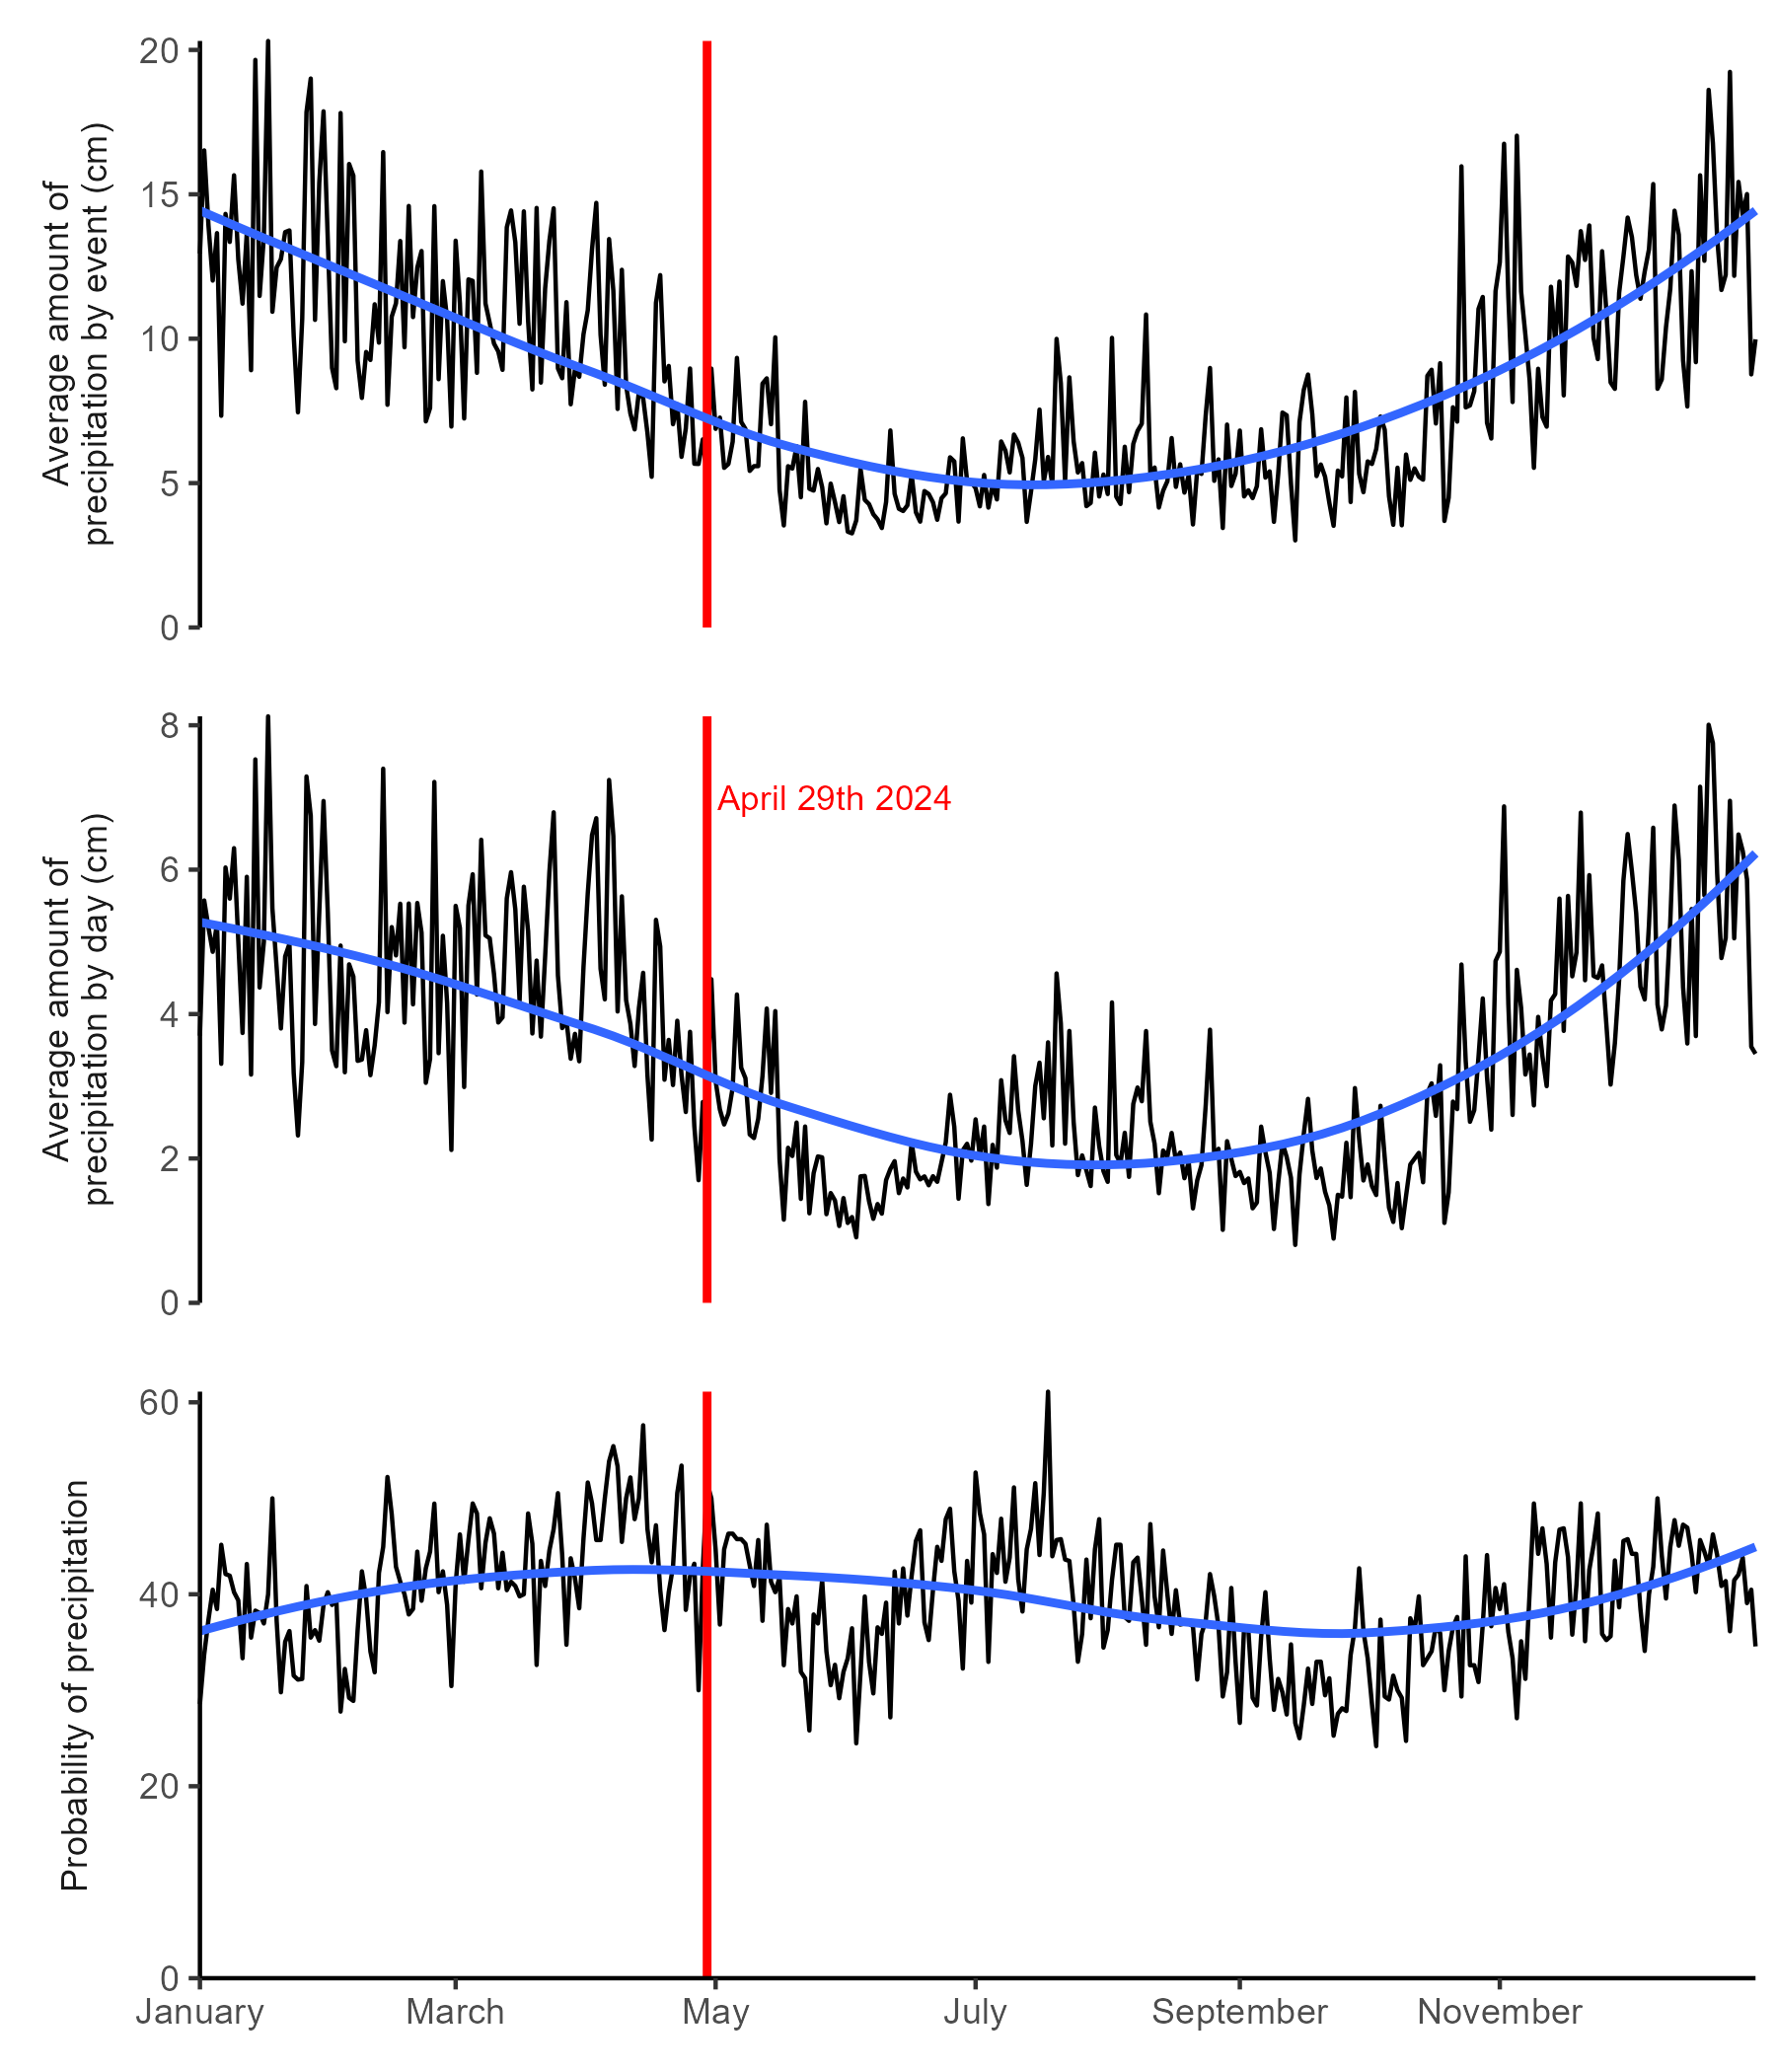 Average amount of
precipitation by event (cm)
20
15
10
5
0
Average amount of
precipitation by day (cm)
8
6
4
2
0
April 29th 2024
Probability of precipitation
60
40
20
0
January March May July September November